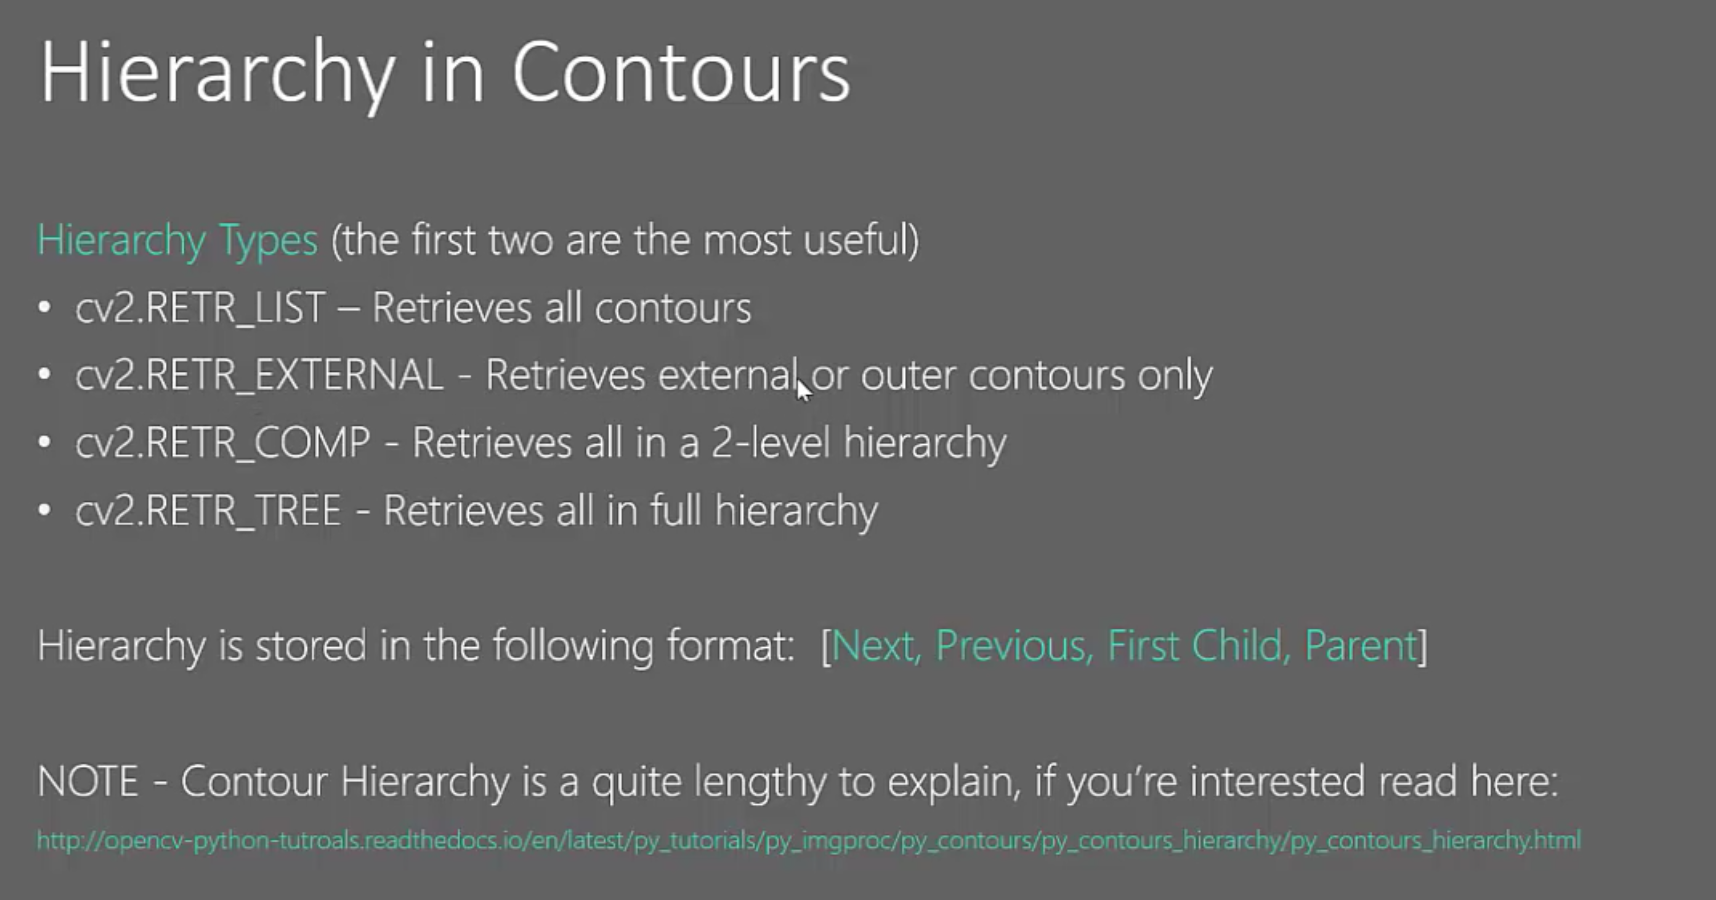 Hierarchy in Contours
Hierarchy Types (the first two are the most useful)
• cv2.RETR_LIST – Retrieves all contours
• cv2.RETR_EXTERNAL - Retrieves external or outer contours only
• cv2.RETR_COMP - Retrieves all in a 2-level hierarchy
• cv2.RETR_TREE - Retrieves all in full hierarchy
Hierarchy is stored in the following format: [Next, Previous, First Child, Parent]
NOTE - Contour Hierarchy is a quite lengthy to explain, if you’re interested read here:
http://opencv-python-tutroals.readthedocs.io/en/latest/py_tutorials/py_imgproc/py_contours/py_contours_hierarchy/py_contours_hierarchy.html